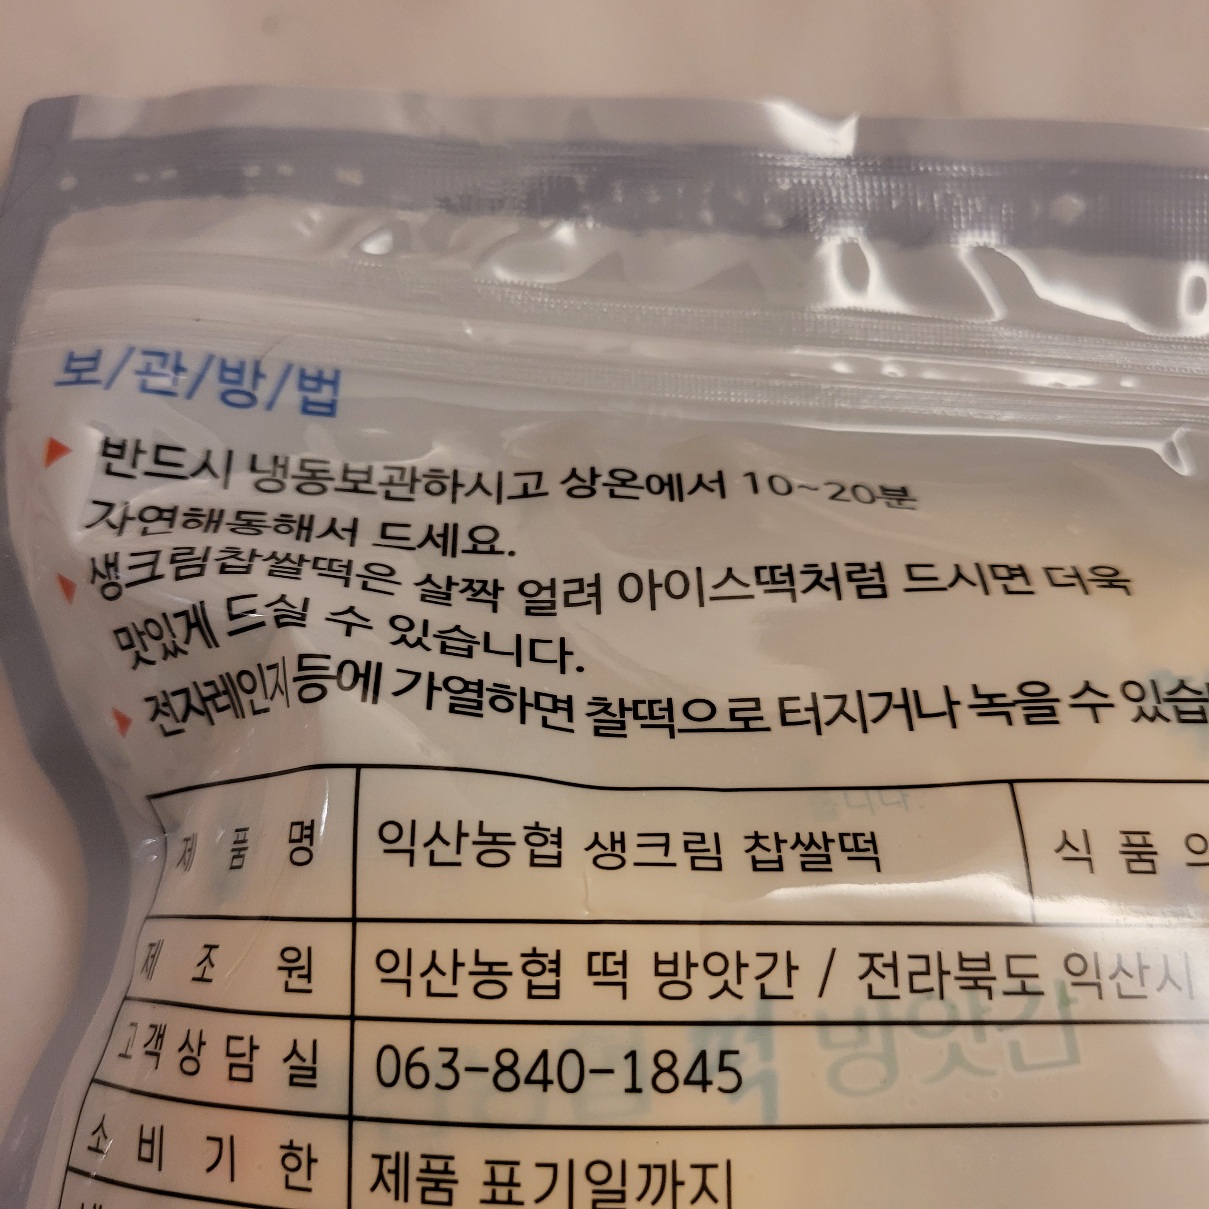 보/관/방/법
▶ 반드시 냉동보관하시고 상온에서 10~20분
자연해동해서 드세요.
▶ 생크림찹쌀떡은 살짝 얼려 아이스떡처럼 드시면 더욱
맛있게 드실 수 있습니다.
▶ 전자레인지등에 가열하면 찰떡으로 터지거나 녹을 수 있습
제 품 명 익산농협 생크림 찹쌀떡 식 품 의
제 조 원 익산농협 떡 방앗간 / 전라북도 익산시
고객상담실 063-840-1845
소 비 기 한 제품 표기일까지